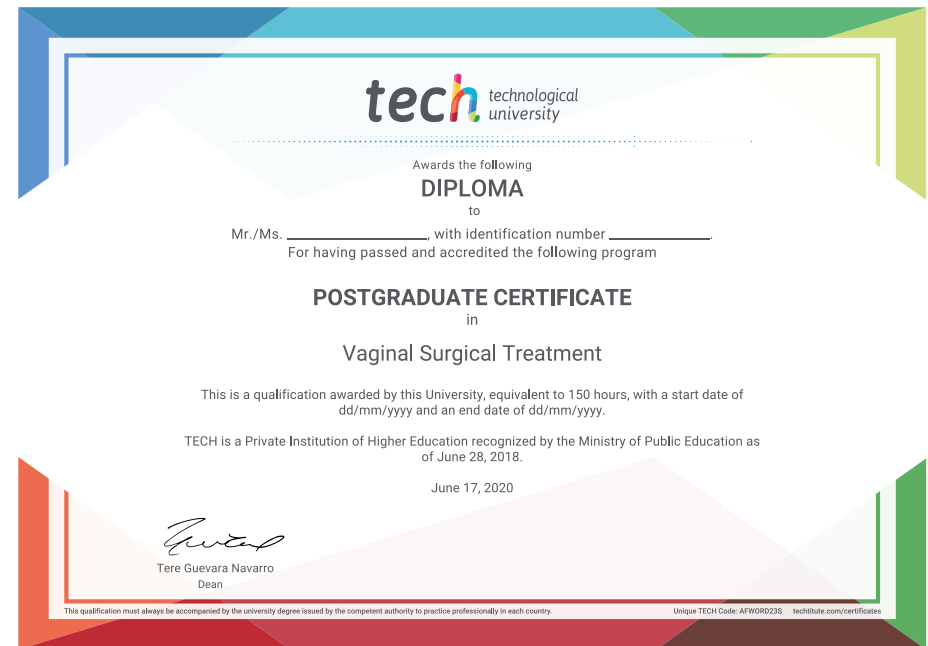 tech technological
university
Awards the following
DIPLOMA
to
Mr./Ms. ____________________, with identification number ______________.
For having passed and accredited the following program
POSTGRADUATE CERTIFICATE
in
Vaginal Surgical Treatment
This is a qualification awarded by this University, equivalent to 150 hours, with a start date of
dd/mm/yyyy and an end date of dd/mm/yyyy.
TECH is a Private Institution of Higher Education recognized by the Ministry of Public Education as
of June 28, 2018.
June 17, 2020
Tere Guevara Navarro
Dean
This qualification must always be accompanied by the university degree issued by the competent authority to practice professionally in each country.
Unique TECH Code: AFWORD23S techtitute.com/certificates